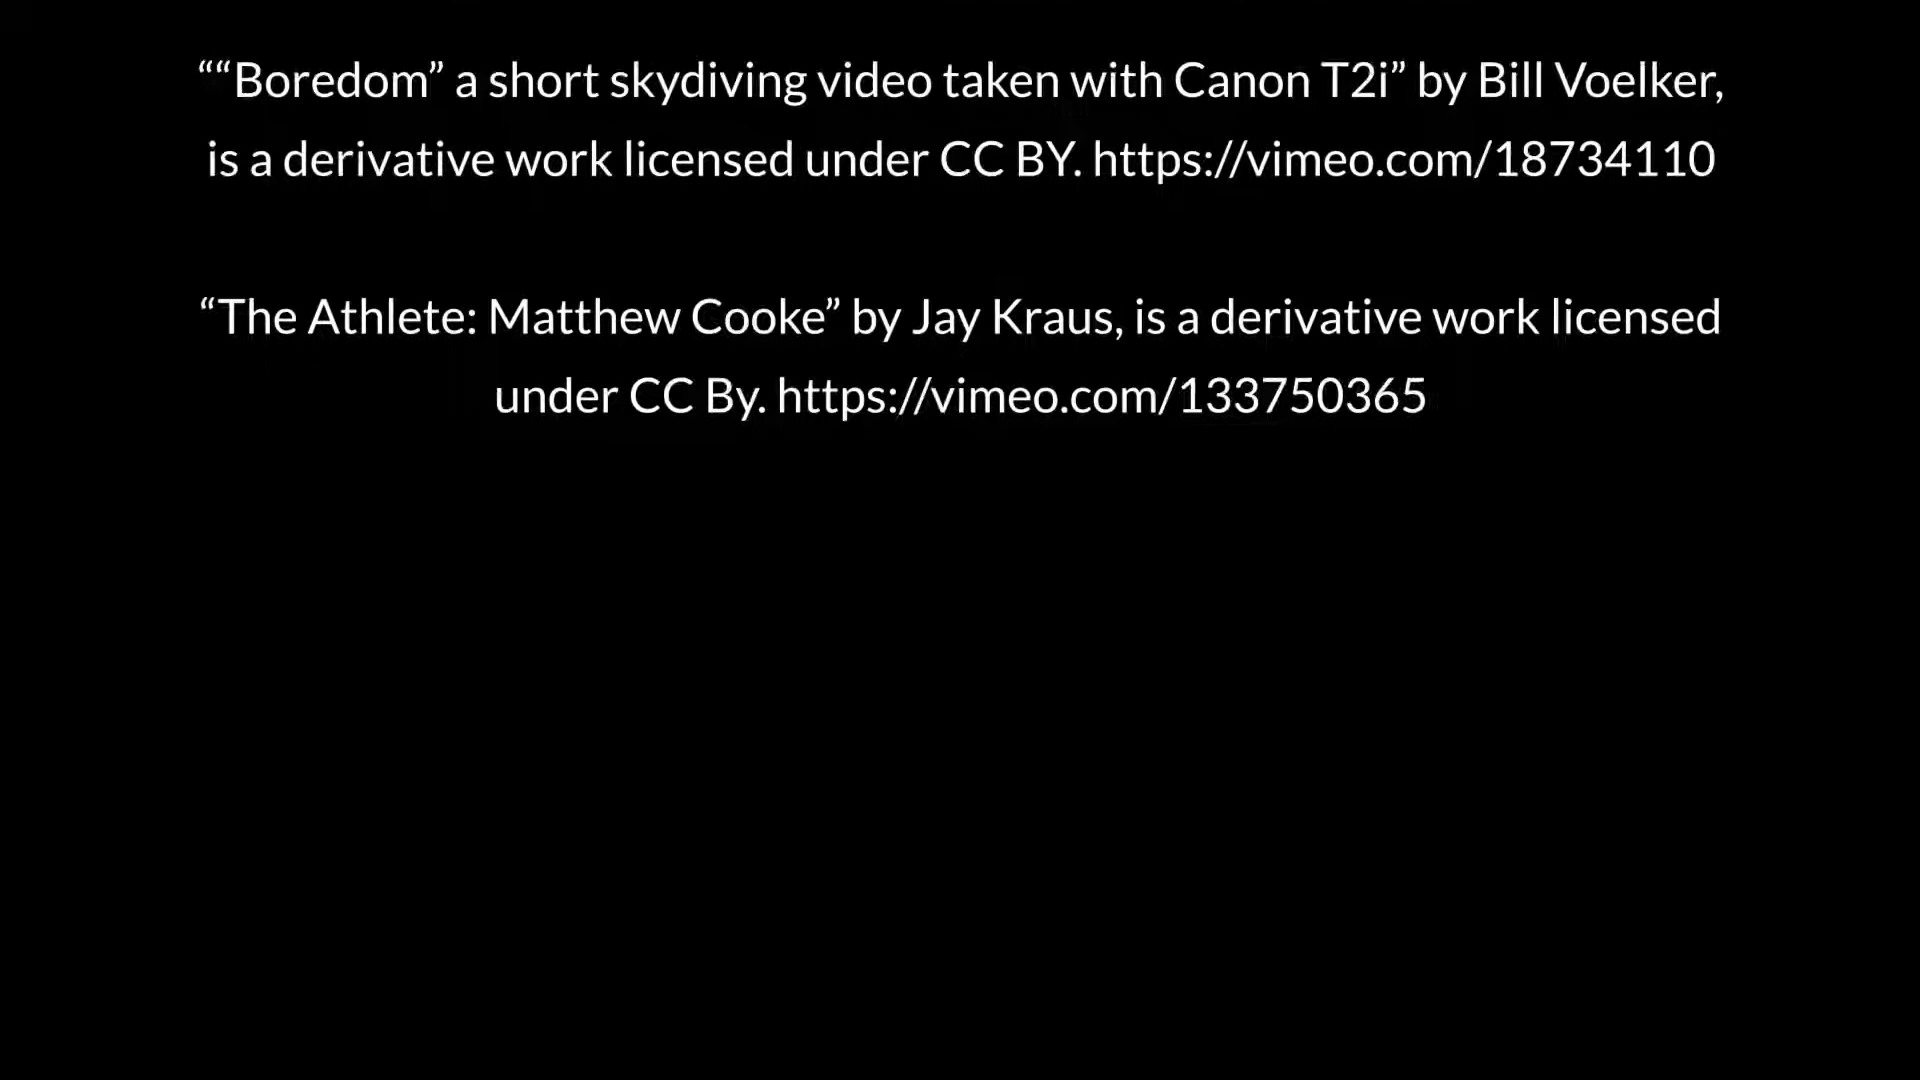 ““Boredom” a short skydiving video taken with Canon T2i” by Bill Voelker,
is a derivative work licensed under CC BY. https://vimeo.com/18734110
“The Athlete: Matthew Cooke” by Jay Kraus, is a derivative work licensed
under CC By. https://vimeo.com/133750365